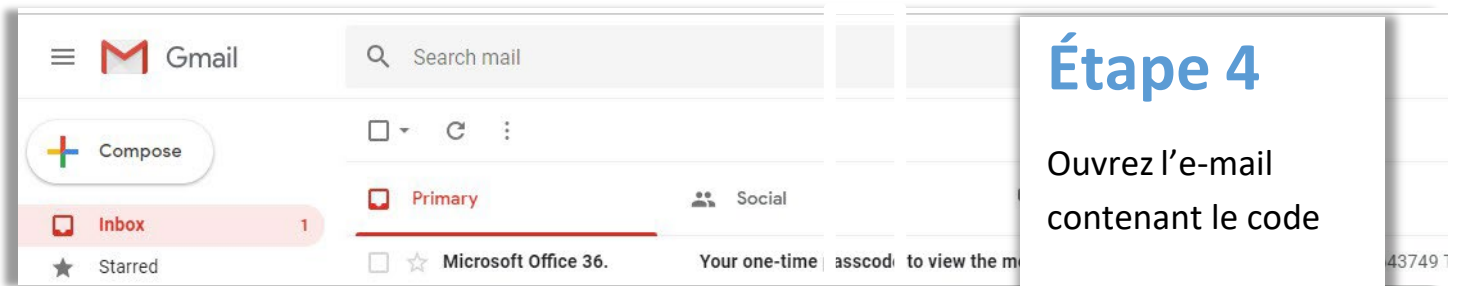 Gmail
Search mail
Étape 4
Compose
Ouvrez l’e-mail
contenant le code
Primary
Social
Inbox 1
Starred
Microsoft Office 36. Your one-time to view the 43749